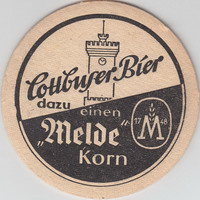 Cottbuser Bier
dazu einen
„Melde"
17 M 48
Korn